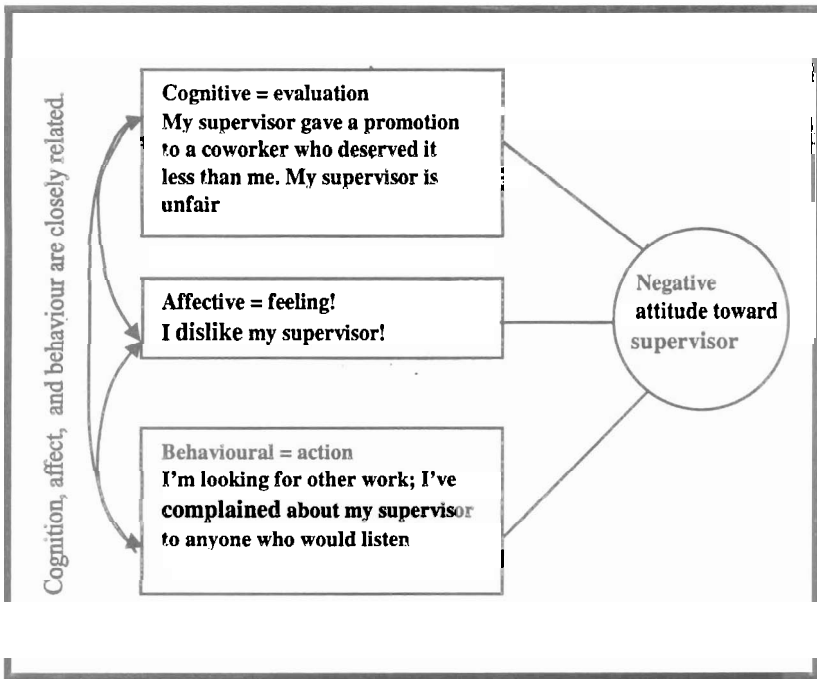 Cognition, affect, and behaviour are closely related.
Cognitive = evaluation
My supervisor gave a promotion
to a coworker who deserved it
less than me. My supervisor is
unfair
Affective = feeling!
I dislike my supervisor!
Behavioural = action
I'm looking for other work; I've
complained about my supervisor
to anyone who would listen
Negative
attitude toward
supervisor